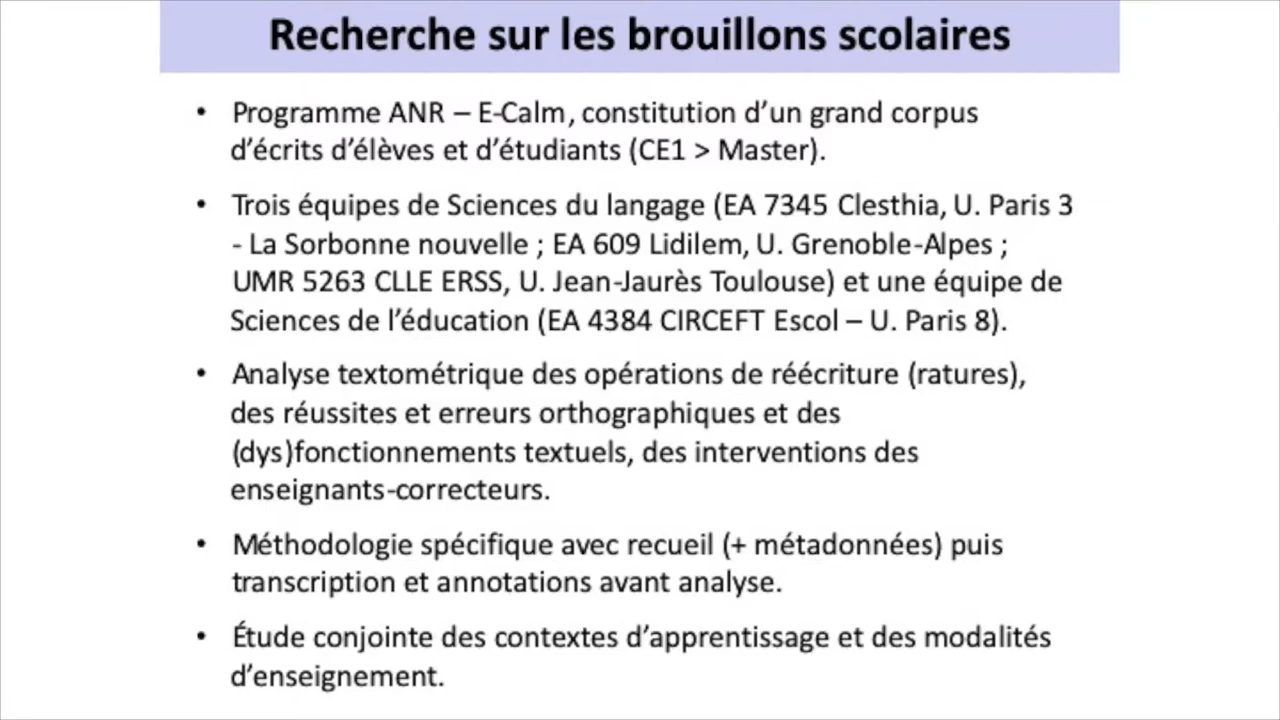 Recherche sur les brouillons scolaires
• Programme ANR – E-Calm, constitution d’un grand corpus
d’écrits d’élèves et d’étudiants (CE1 > Master).
• Trois équipes de Sciences du langage (EA 7345 Clesthia, U. Paris 3
- La Sorbonne nouvelle ; EA 609 Lidilem, U. Grenoble-Alpes ;
UMR 5263 CLLE ERSS, U. Jean-Jaurès Toulouse) et une équipe de
Sciences de l’éducation (EA 4384 CIRCEFT Escol – U. Paris 8).
• Analyse textométrique des opérations de réécriture (ratures),
des réussites et erreurs orthographiques et des
(dys)fonctionnements textuels, des interventions des
enseignants-correcteurs.
• Méthodologie spécifique avec recueil (+ métadonnées) puis
transcription et annotations avant analyse.
• Étude conjointe des contextes d’apprentissage et des modalités
d’enseignement.